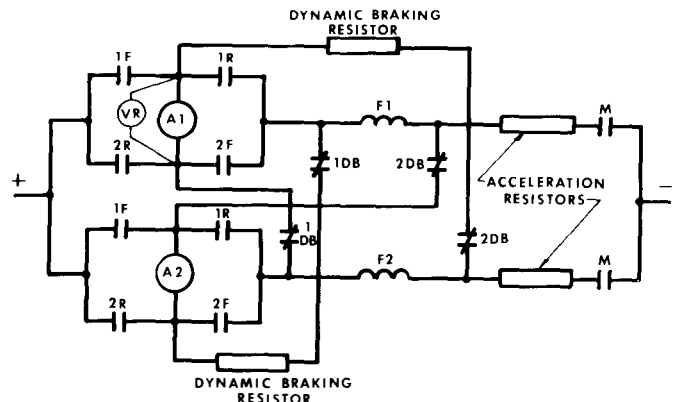 DYNAMIC BRAKING
RESISTOR
1F
1R
VR
A1
F1
M
2R
2F
1DB
2DB
+
ACCELERATION
RESISTORS
−
1F
1R
1
DB
2DB
A2
F2
M
2R
2F
DYNAMIC BRAKING
RESISTOR